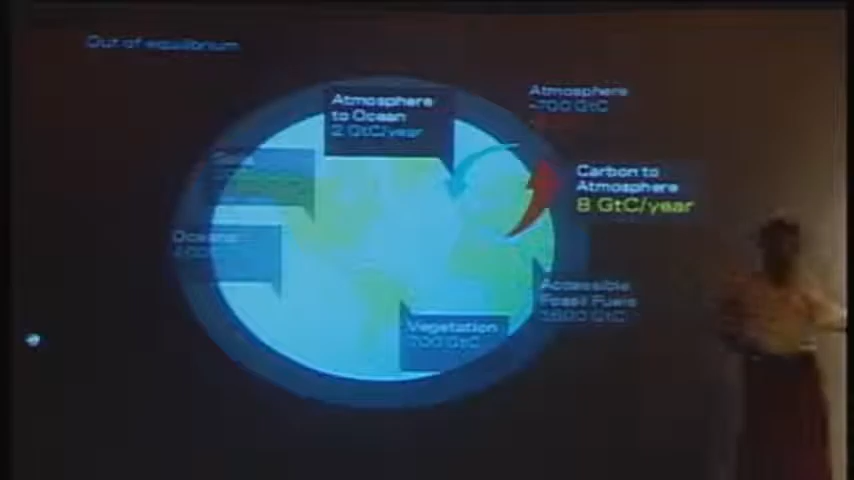 Out of equilibrium
Atmosphere
to Ocean
2 GtC/year
Atmosphere
~700 GtC
Carbon to
Atmosphere
8 GtC/year
Oceans
Accessible
Fossil Fuels
GtC
Vegetation
700 GtC